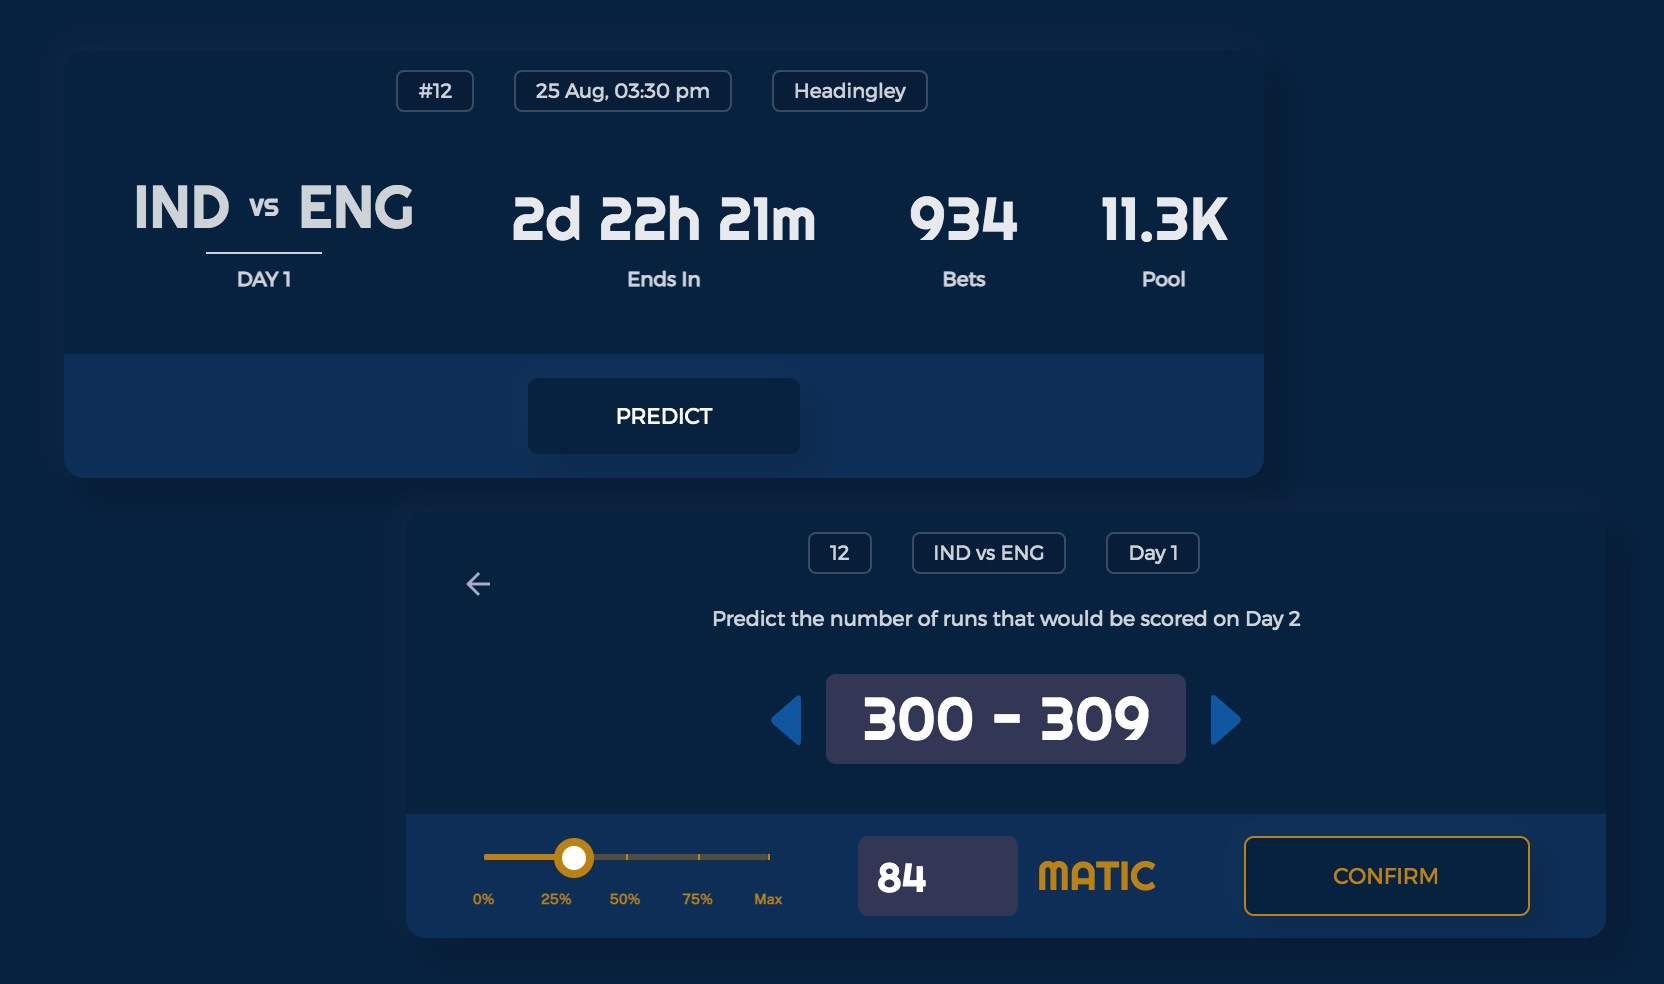 #12 25 Aug, 03:30 pm Headingley
IND vs ENG 2d 22h 21m 934 11.3K
DAY 1 Ends In Bets Pool
PREDICT
12 IND vs ENG Day 1
Predict the number of runs that would be scored on Day 2
300 - 309
84 MATIC CONFIRM
0% 25% 50% 75% Max